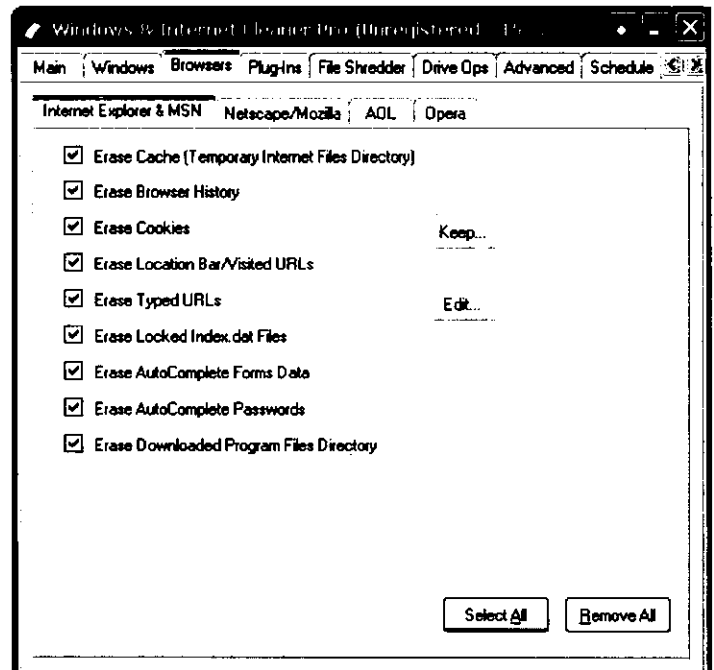 Windows & Internet Cleaner Pro (Unregistered 15
Main Windows Browsers Plug-Ins File Shredder Drive Ops Advanced Schedule
Internet Explorer & MSN Netscape/Mozilla AOL Opera
Erase Cache (Temporary Internet Files Directory)
Erase Browser History
Erase Cookies Keep...
Erase Location Bar/Visited URLs
Erase Typed URLs Edit...
Erase Locked Index.dat Files
Erase AutoComplete Forms Data
Erase AutoComplete Passwords
Erase Downloaded Program Files Directory
Select All Remove All